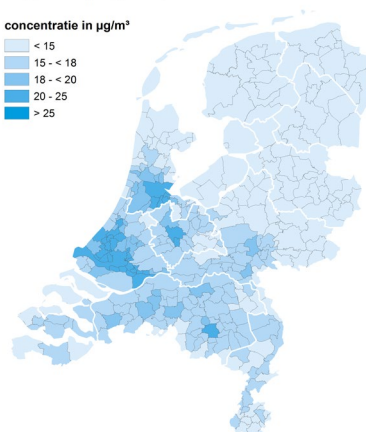 concentratie in µg/m³
< 15
15 - < 18
18 - < 20
20 - 25
> 25